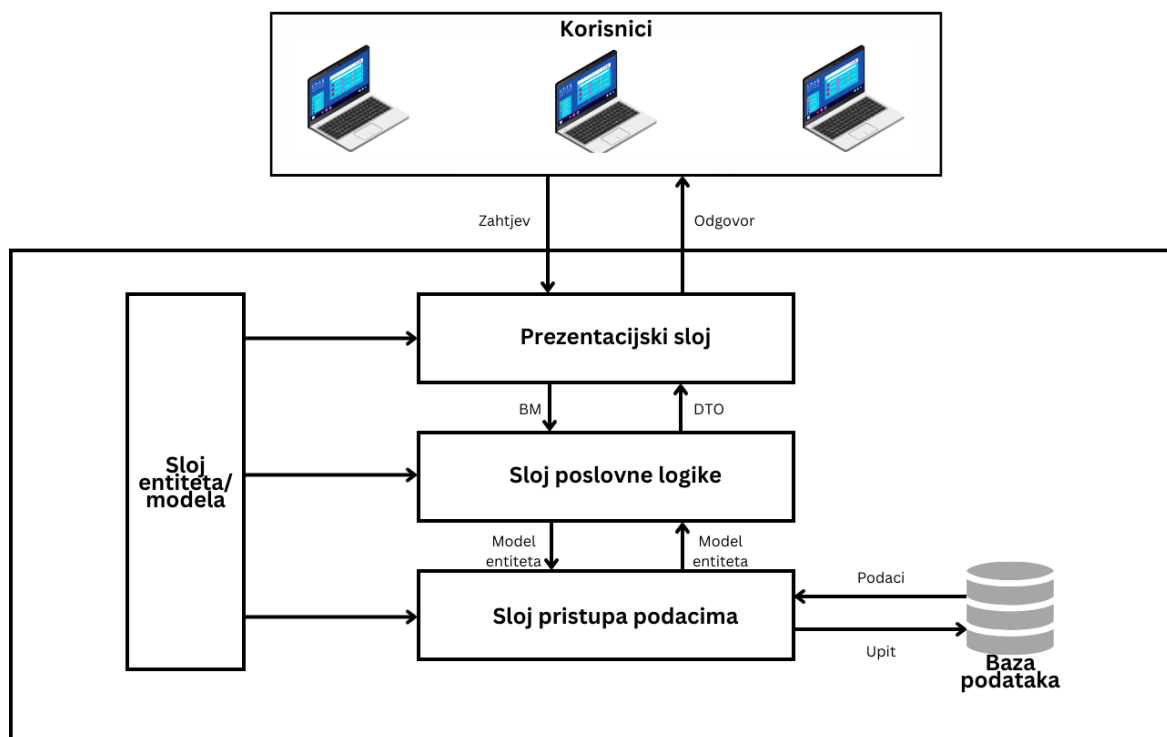 Korisnici
Zahtjev
Odgovor
Prezentacijski sloj
BM
DTO
Sloj
entiteta/
modela
Sloj poslovne logike
Model
entiteta
Model
entiteta
Sloj pristupa podacima
Podaci
Upit
Baza
podataka